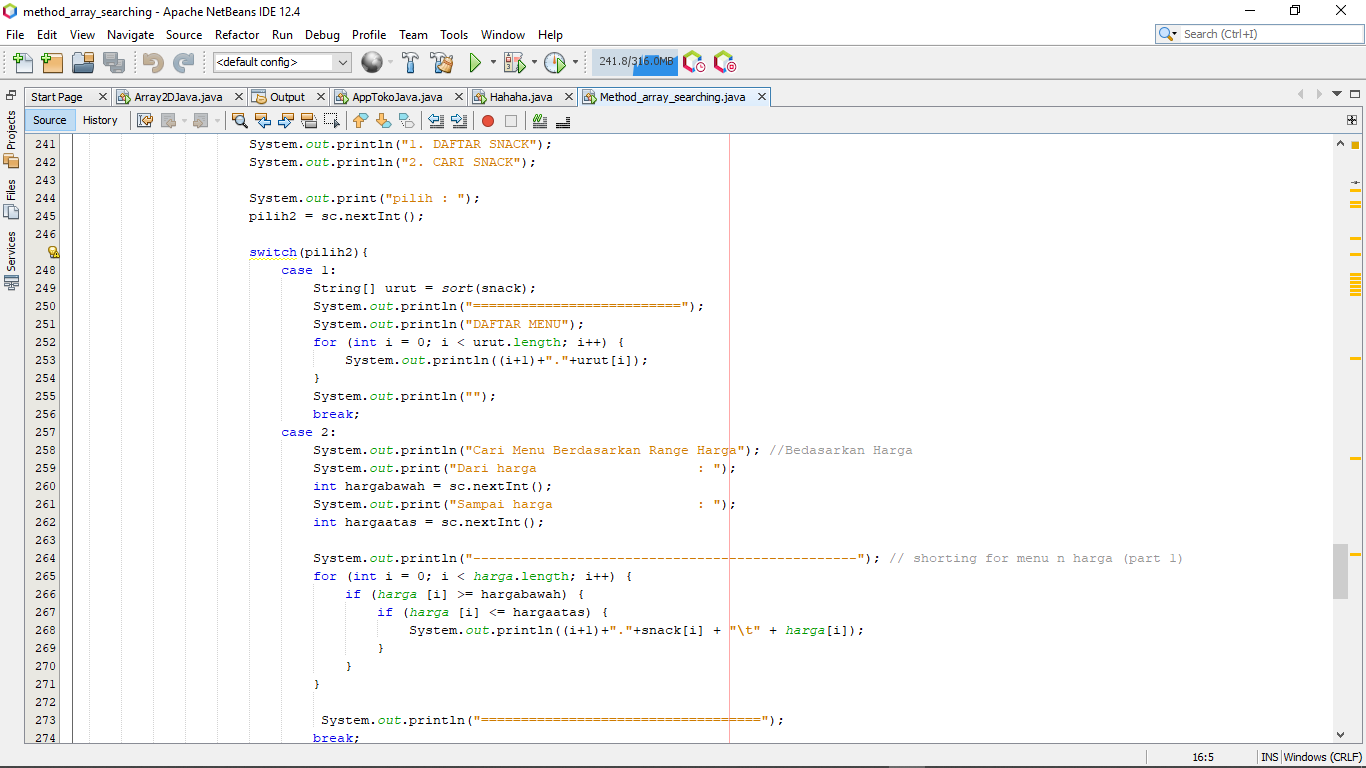 method_array_searching - Apache NetBeans IDE 12.4
File Edit View Navigate Source Refactor Run Debug Profile Team Tools Window Help
Search (Ctrl+I)
<default config>
241.8/316.0MB
Start Page Array2DJava.java Output AppTokoJava.java Hahaha.java Method_array_searching.java
Source History
Projects
Files
Services
241 System.out.println("1. DAFTAR SNACK");
242 System.out.println("2. CARI SNACK");
243
244 System.out.print("pilih : ");
245 pilih2 = sc.nextInt();
246
switch(pilih2){
248 case 1:
249 String[] urut = sort(snack);
250 System.out.println("==========================");
251 System.out.println("DAFTAR MENU");
252 for (int i = 0; i < urut.length; i++) {
253 System.out.println((i+1)+"."+urut[i]);
254 }
255 System.out.println("");
256 break;
257 case 2:
258 System.out.println("Cari Menu Berdasarkan Range Harga"); //Bedasarkan Harga
259 System.out.print("Dari harga                    : ");
260 int hargabawah = sc.nextInt();
261 System.out.print("Sampai harga                  : ");
262 int hargaatas = sc.nextInt();
263
264 System.out.println("------------------------------------------------"); // shorting for menu n harga (part 1)
265 for (int i = 0; i < harga.length; i++) {
266 if (harga [i] >= hargabawah) {
267 if (harga [i] <= hargaatas) {
268 System.out.println((i+1)+"."+snack[i] + "\t" + harga[i]);
269 }
270 }
271 }
272
273 System.out.println("===================================");
274 break;
16:5 INS Windows (CRLF)